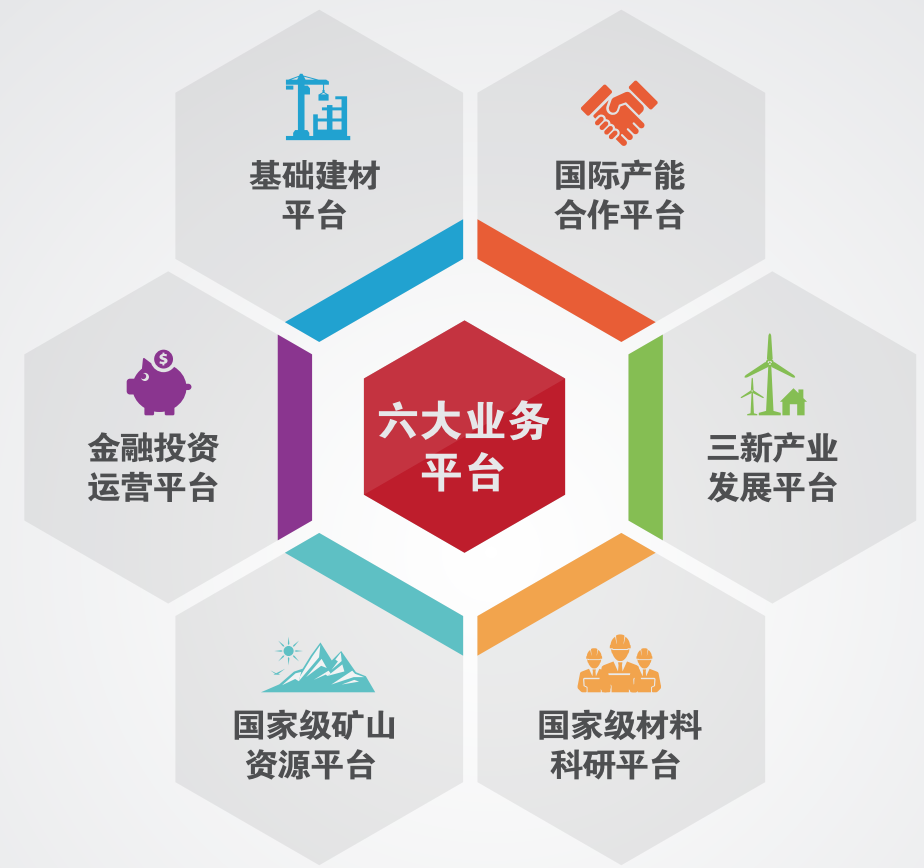 基础建材
平台
国际产能
合作平台
金融投资
运营平台
六大业务
平台
三新产业
发展平台
国家级矿山
资源平台
国家级材料
科研平台